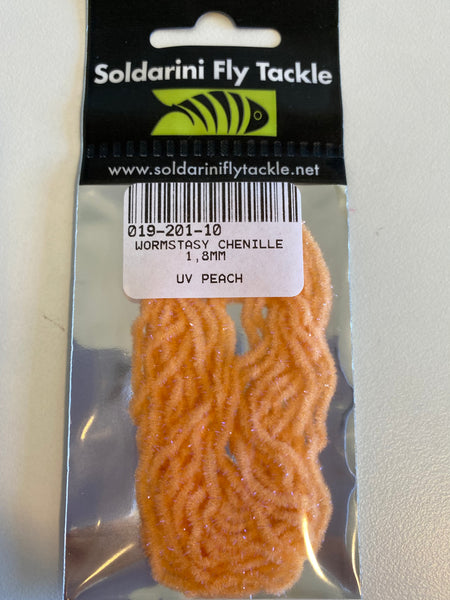 Soldarini Fly Tackle
www.soldariniflytackle.net
019-201-10
WORMSTASY CHENILLE
1,8MM
UV PEACH